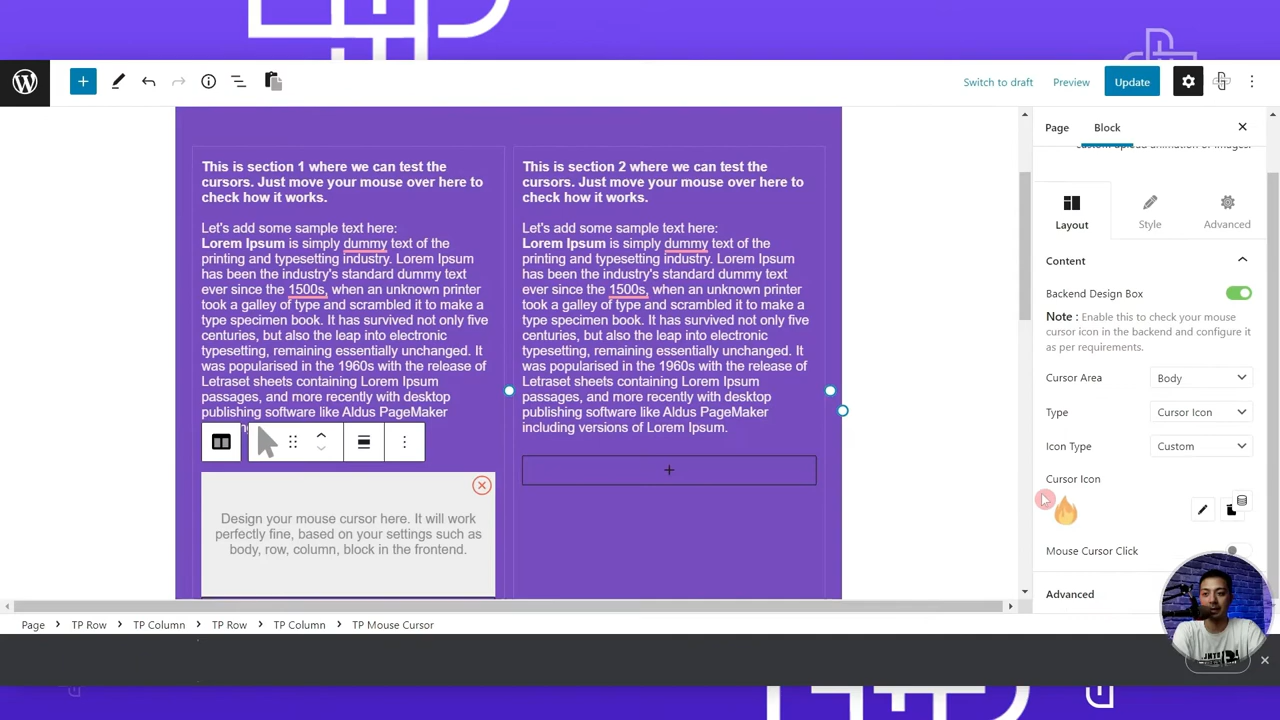 Switch to draft
Preview
Update
Page
Block
custom upload animation or images.
Layout
Style
Advanced
Content
Backend Design Box
Note : Enable this to check your mouse
cursor icon in the backend and configure it
as per requirements.
Cursor Area
Body
Type
Cursor Icon
Icon Type
Custom
Cursor Icon
Mouse Cursor Click
Advanced
This is section 1 where we can test the
cursors. Just move your mouse over here to
check how it works.
Let's add some sample text here:
Lorem Ipsum is simply dummy text of the
printing and typesetting industry. Lorem Ipsum
has been the industry's standard dummy text
ever since the 1500s, when an unknown printer
took a galley of type and scrambled it to make a
type specimen book. It has survived not only five
centuries, but also the leap into electronic
typesetting, remaining essentially unchanged. It
was popularised in the 1960s with the release of
Letraset sheets containing Lorem Ipsum
passages, and more recently with desktop
publishing software like Aldus PageMaker
Design your mouse cursor here. It will work
perfectly fine, based on your settings such as
body, row, column, block in the frontend.
This is section 2 where we can test the
cursors. Just move your mouse over here to
check how it works.
Let's add some sample text here:
Lorem Ipsum is simply dummy text of the
printing and typesetting industry. Lorem Ipsum
has been the industry's standard dummy text
ever since the 1500s, when an unknown printer
took a galley of type and scrambled it to make a
type specimen book. It has survived not only five
centuries, but also the leap into electronic
typesetting, remaining essentially unchanged. It
was popularised in the 1960s with the release of
Letraset sheets containing Lorem Ipsum
passages, and more recently with desktop
publishing software like Aldus PageMaker
including versions of Lorem Ipsum.
Page > TP Row > TP Column > TP Row > TP Column > TP Mouse Cursor